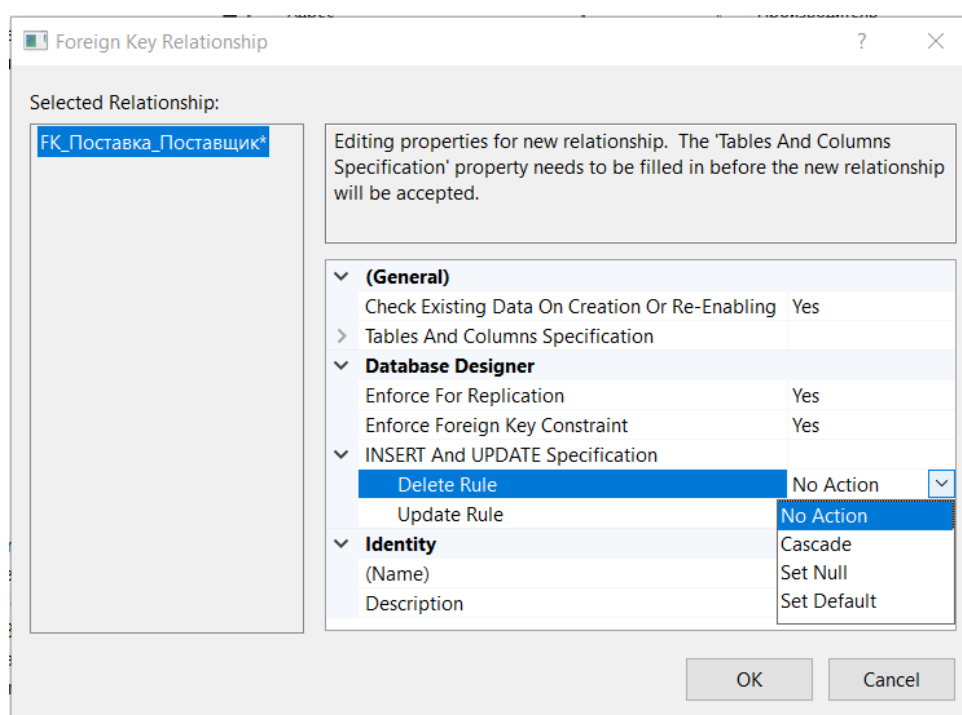 Foreign Key Relationship
Selected Relationship:
FK_Поставка_Поставщик*
Editing properties for new relationship. The 'Tables And Columns
Specification' property needs to be filled in before the new relationship
will be accepted.
(General)
Check Existing Data On Creation Or Re-Enabling Yes
Tables And Columns Specification
Database Designer
Enforce For Replication Yes
Enforce Foreign Key Constraint Yes
INSERT And UPDATE Specification
Delete Rule No Action
Update Rule
No Action
Cascade
Set Null
Set Default
Identity
(Name)
Description
OK Cancel